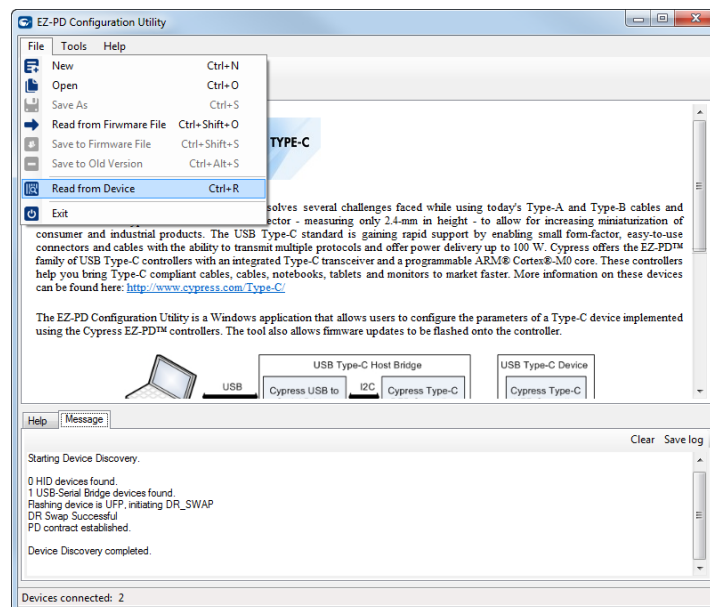 EZ-PD Configuration Utility
File Tools Help
New Ctrl+N
Open Ctrl+O
Save As Ctrl+S
Read from Firwmare File Ctrl+Shift+O
Save to Firmware File Ctrl+Shift+S
Save to Old Version Ctrl+Alt+S
Read from Device Ctrl+R
Exit
TYPE-C
solves several challenges faced while using today's Type-A and Type-B cables and
ector - measuring only 2.4-mm in height - to allow for increasing miniaturization of
consumer and industrial products. The USB Type-C standard is gaining rapid support by enabling small form-factor, easy-to-use
connectors and cables with the ability to transmit multiple protocols and offer power delivery up to 100 W. Cypress offers the EZ-PD™
family of USB Type-C controllers with an integrated Type-C transceiver and a programmable ARM® Cortex®-M0 core. These controllers
help you bring Type-C compliant cables, cables, notebooks, tablets and monitors to market faster. More information on these devices
can be found here: http://www.cypress.com/Type-C/
The EZ-PD Configuration Utility is a Windows application that allows users to configure the parameters of a Type-C device implemented
using the Cypress EZ-PD™ controllers. The tool also allows firmware updates to be flashed onto the controller.
USB Type-C Host Bridge USB Type-C Device
USB Cypress USB to I2C Cypress Type-C Cypress Type-C
Help Message
Clear Save log
Starting Device Discovery.
0 HID devices found.
1 USB-Serial Bridge devices found.
Flashing device is UFP, initiating DR_SWAP
DR Swap Successful
PD contract established.
Device Discovery completed.
Devices connected: 2